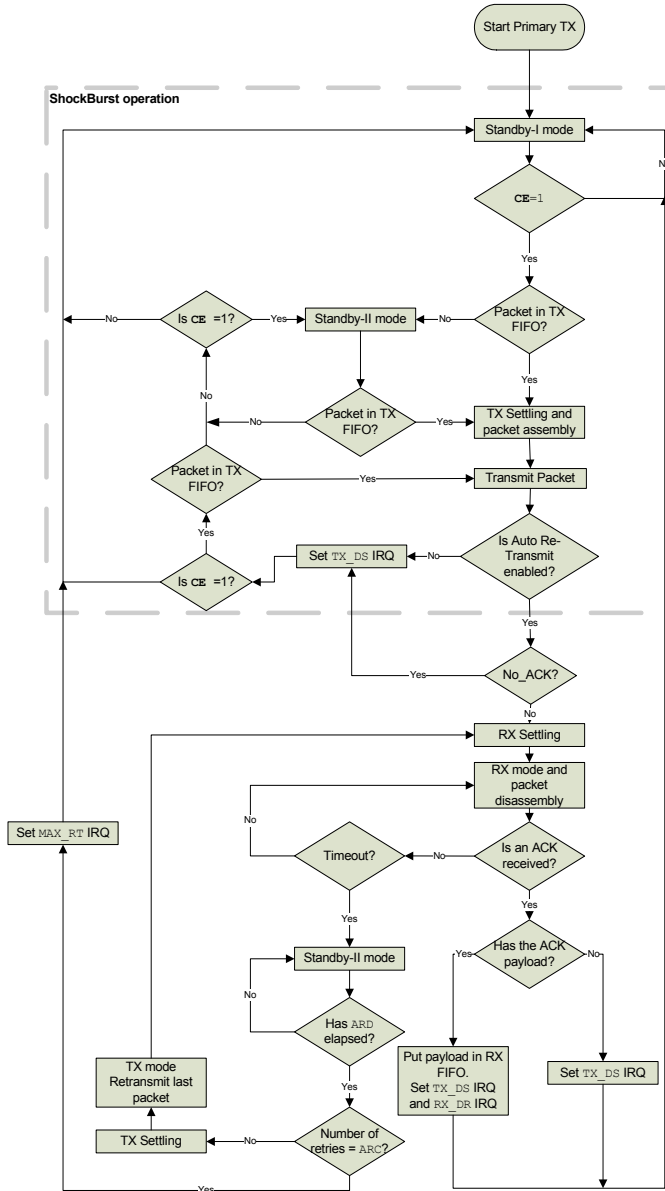 Start Primary TX
ShockBurst operation
Standby-I mode
CE=1
Yes
No
Is CE =1?
Yes
Standby-II mode
No
Packet in TX
FIFO?
Yes
No
Packet in TX
FIFO?
No
Yes
TX Settling and
packet assembly
Packet in TX
FIFO?
Yes
Transmit Packet
Yes
Is CE =1?
Set TX_DS IRQ
No
Is Auto Re-
Transmit
enabled?
Yes
Yes
No_ACK?
No
RX Settling
RX mode and
packet
disassembly
No
Set MAX_RT IRQ
Timeout?
No
Is an ACK
received?
Yes
Yes
Standby-II mode
Yes
Has the ACK
payload?
No
No
Has ARD
elapsed?
Yes
TX mode
Retransmit last
packet
Put payload in RX
FIFO.
Set TX_DS IRQ
and RX_DR IRQ
Set TX_DS IRQ
TX Settling
No
Number of
retries = ARC?
Yes